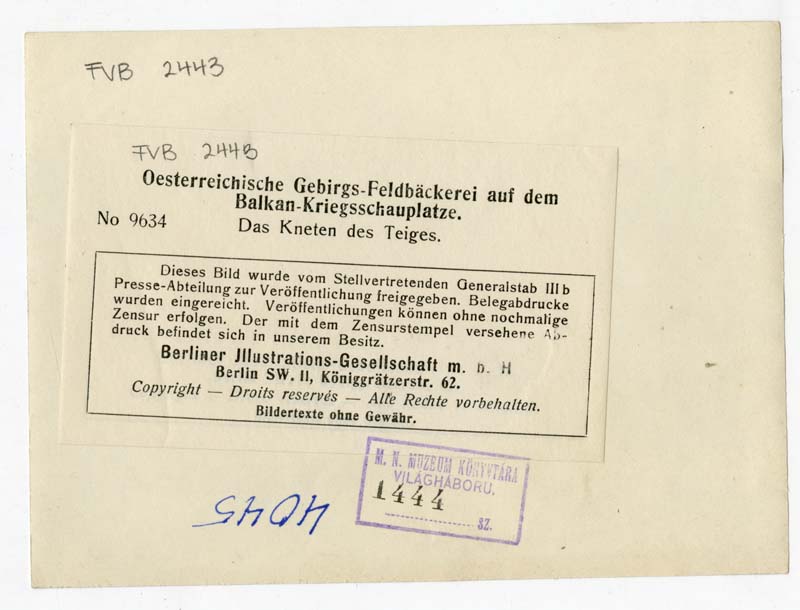 FVB 2443
FVB 2443
Oesterreichische Gebirgs-Feldbäckerei auf dem
Balkan-Kriegsschauplatze.
No 9634
Das Kneten des Teiges.
Dieses Bild wurde vom Stellvertretenden Generalstab III b
Presse-Abteilung zur Veröffentlichung freigegeben. Belegabdrucke
wurden eingereicht. Veröffentlichungen können ohne nochmalige
Zensur erfolgen. Der mit dem Zensurstempel versehene Ab-
druck befindet sich in unserem Besitz.
Berliner Jllustrations-Gesellschaft m. b. H
Berlin SW. II, Königgrätzerstr. 62.
Copyright — Droits reservés — Alle Rechte vorbehalten.
Bildertexte ohne Gewähr.
M. N. MUZEUM KÖNYVTÁRA
VILÁGHÁBORU,
1444
SZ.
4045